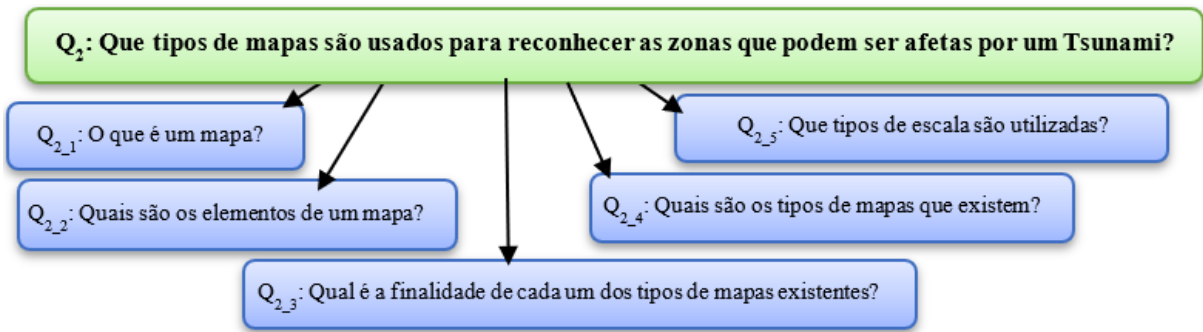 Q2: Que tipos de mapas são usados para reconhecer as zonas que podem ser afetas por um Tsunami?
Q2_1: O que é um mapa?
Q2_5: Que tipos de escala são utilizadas?
Q2_2: Quais são os elementos de um mapa?
Q2_4: Quais são os tipos de mapas que existem?
Q2_3: Qual é a finalidade de cada um dos tipos de mapas existentes?